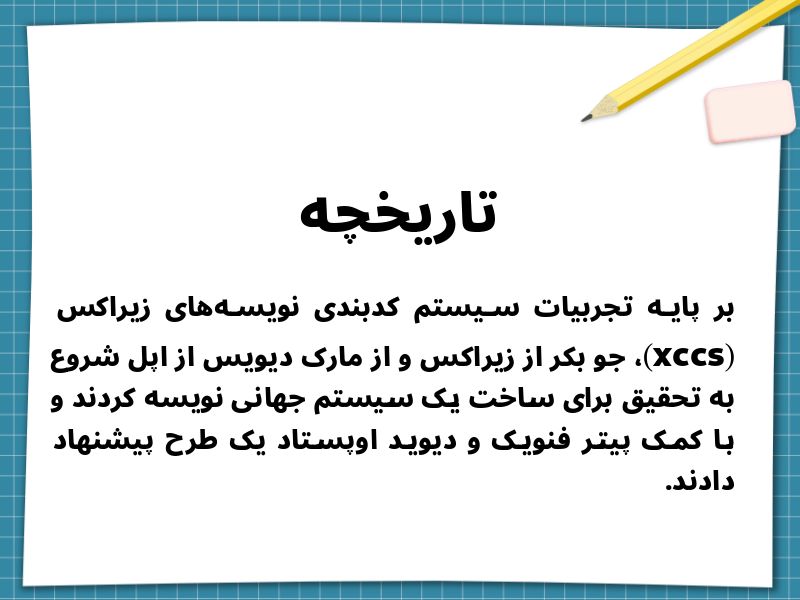 تاریخچه
بر پایه تجربیات سیستم کدبندی نویسه‌های زیراکس
(xccs)، جو بکر از زیراکس و از مارک دیویس از اپل شروع
به تحقیق برای ساخت یک سیستم جهانی نویسه کردند و
با کمک پیتر فنویک و دیوید اوپستاد یک طرح پیشنهاد
دادند.